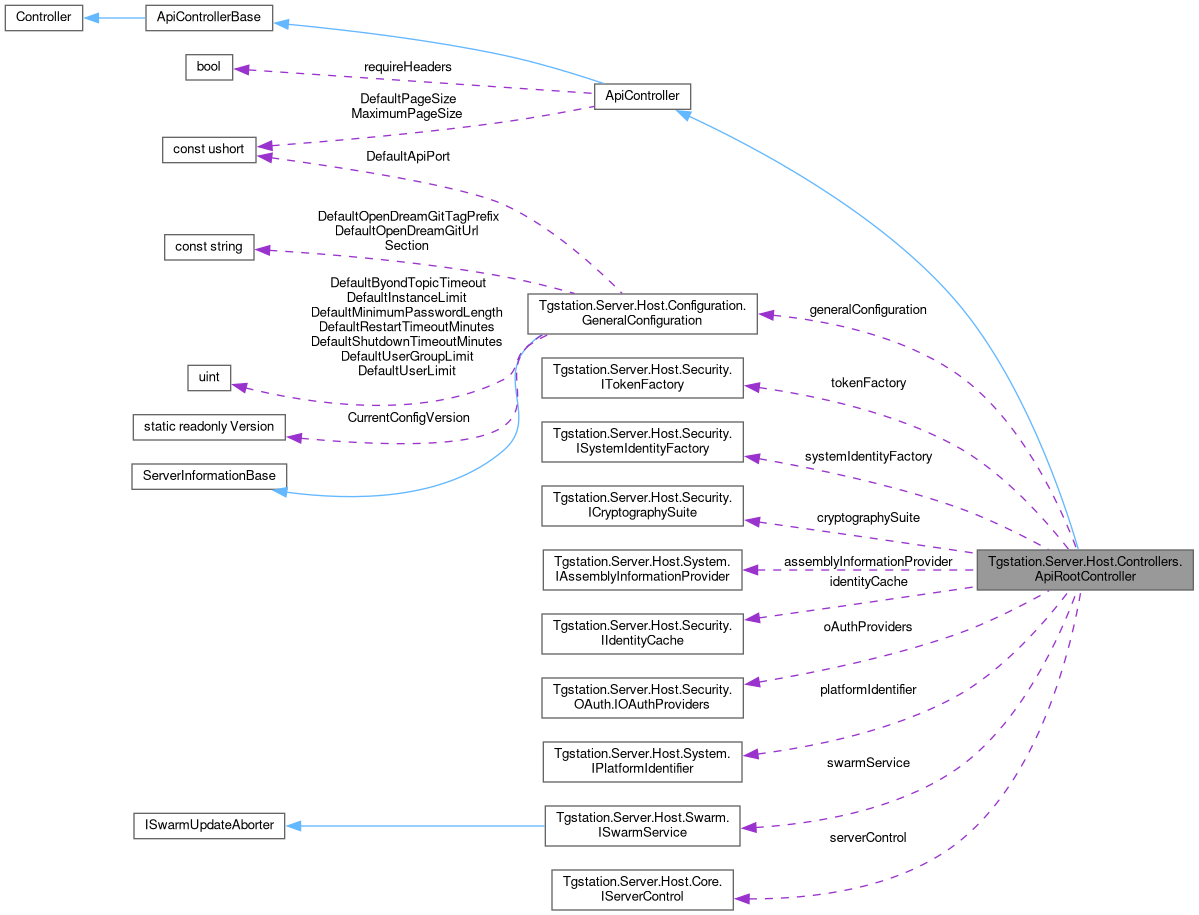 Controller
ApiControllerBase
bool
requireHeaders
ApiController
DefaultPageSize
MaximumPageSize
const ushort
DefaultApiPort
DefaultOpenDreamGitTagPrefix
DefaultOpenDreamGitUrl
Section
const string
DefaultByondTopicTimeout
DefaultInstanceLimit
DefaultMinimumPasswordLength
DefaultRestartTimeoutMinutes
DefaultShutdownTimeoutMinutes
DefaultUserGroupLimit
DefaultUserLimit
Tgstation.Server.Host.Configuration.
GeneralConfiguration
generalConfiguration
uint
Tgstation.Server.Host.Security.
ITokenFactory
tokenFactory
static readonly Version
CurrentConfigVersion
Tgstation.Server.Host.Security.
ISystemIdentityFactory
systemIdentityFactory
ServerInformationBase
Tgstation.Server.Host.Security.
ICryptographySuite
cryptographySuite
Tgstation.Server.Host.System.
IAssemblyInformationProvider
assemblyInformationProvider
Tgstation.Server.Host.Controllers.
ApiRootController
identityCache
Tgstation.Server.Host.Security.
IIdentityCache
oAuthProviders
Tgstation.Server.Host.Security.
OAuth.IOAuthProviders
platformIdentifier
Tgstation.Server.Host.System.
IPlatformIdentifier
swarmService
ISwarmUpdateAborter
Tgstation.Server.Host.Swarm.
ISwarmService
serverControl
Tgstation.Server.Host.Core.
IServerControl